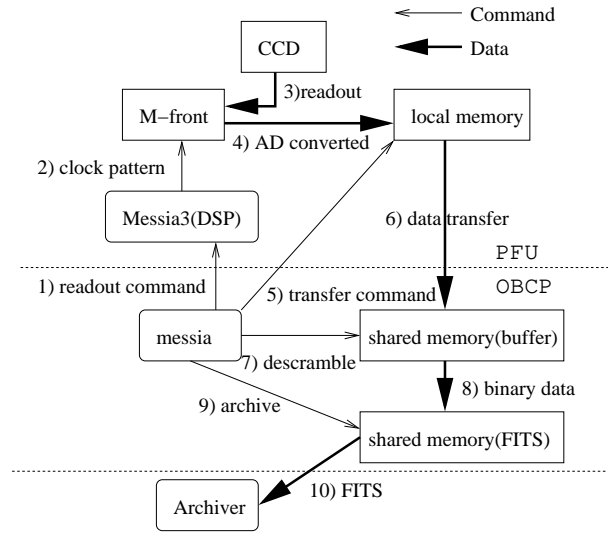 Command
CCD
Data
3)readout
M−front
local memory
4) AD converted
2) clock pattern
Messia3(DSP)
6) data transfer
PFU
1) readout command
OBCP
5) transfer command
messia
shared memory(buffer)
7) descramble
8) binary data
9) archive
shared memory(FITS)
10) FITS
Archiver